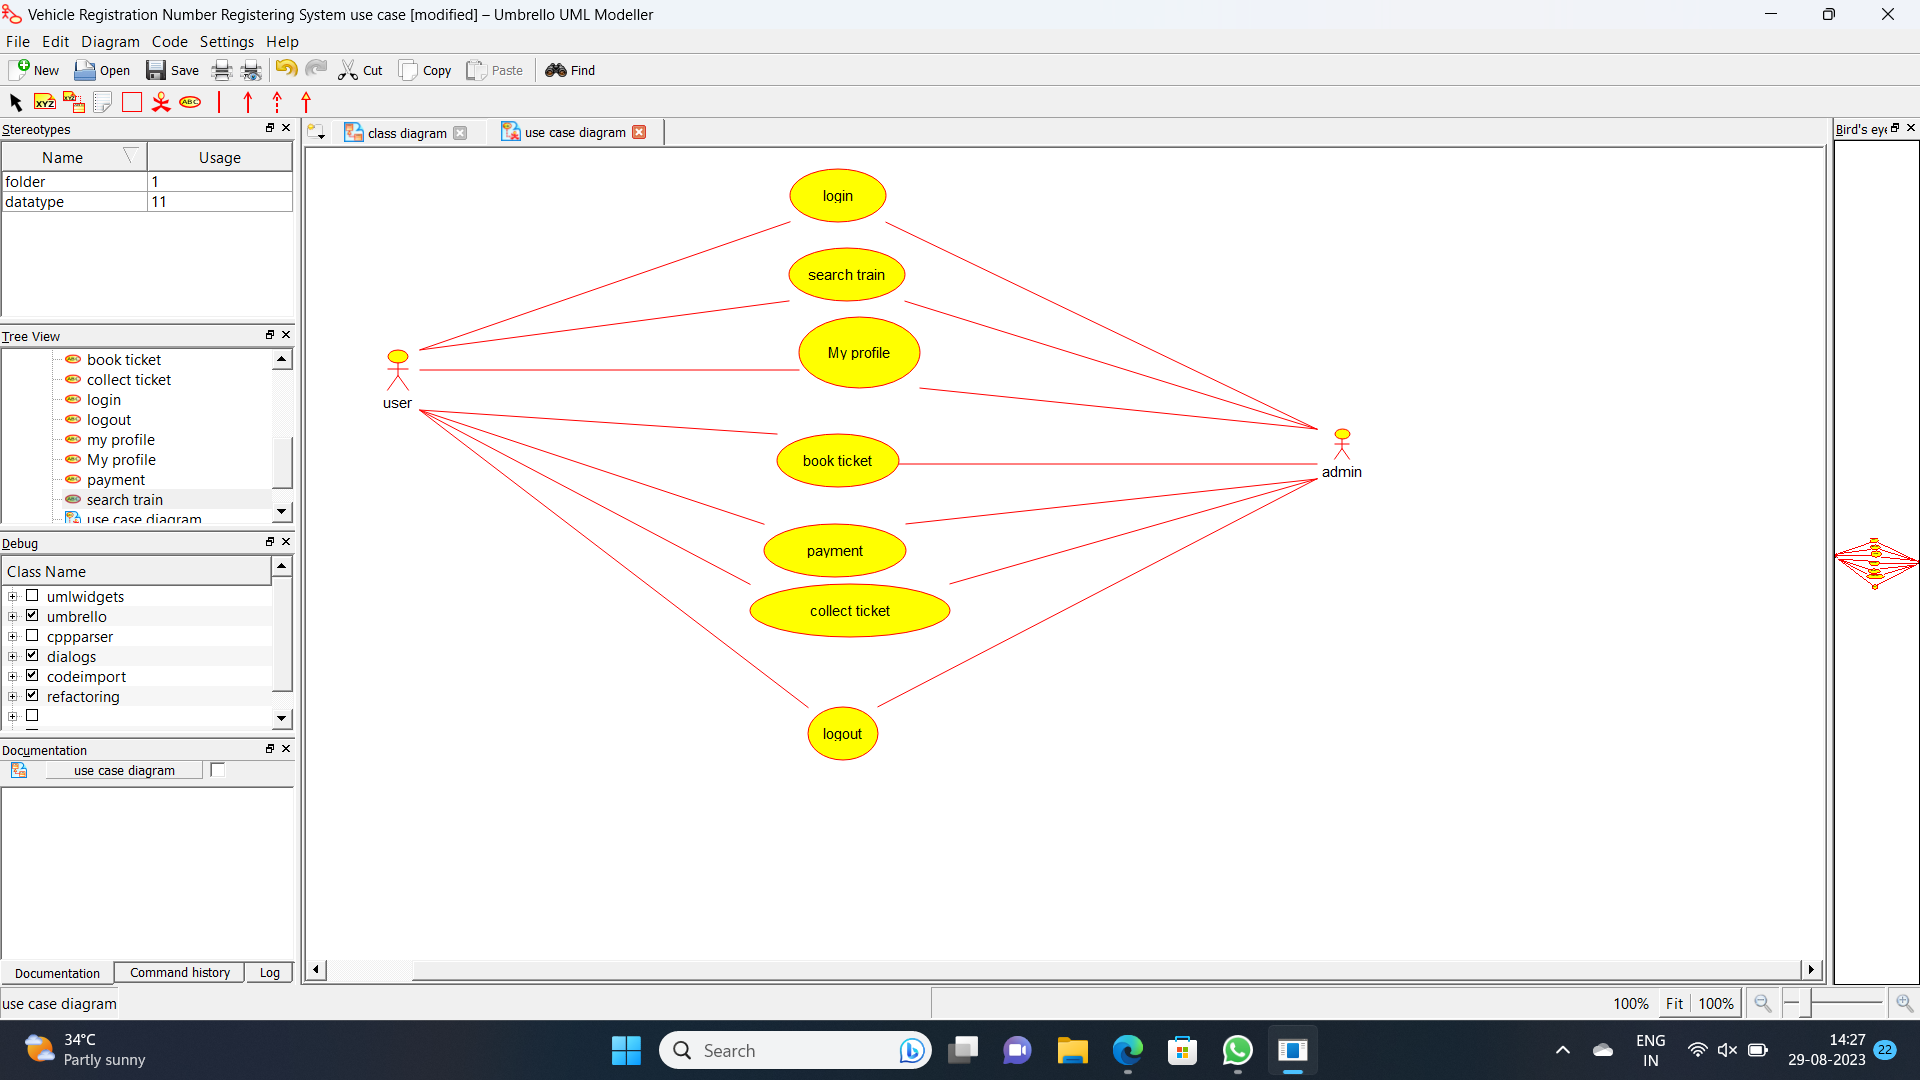 Vehicle Registration Number Registering System use case [modified] – Umbrello UML Modeller
File Edit Diagram Code Settings Help
New Open Save Cut Copy Paste Find
XYZ ABC
Stereotypes
Name Usage
folder 1
datatype 11
Tree View
book ticket
collect ticket
login
logout
my profile
My profile
payment
search train
use case diagram
Debug
Class Name
umlwidgets
umbrello
cppparser
dialogs
codeimport
refactoring
Documentation
use case diagram
Documentation Command history Log
use case diagram
class diagram use case diagram
login
search train
My profile
user
book ticket
admin
payment
collect ticket
logout
Bird's eye
100% Fit 100%
34°C
Partly sunny
Search
ENG
IN
14:27
29-08-2023
22